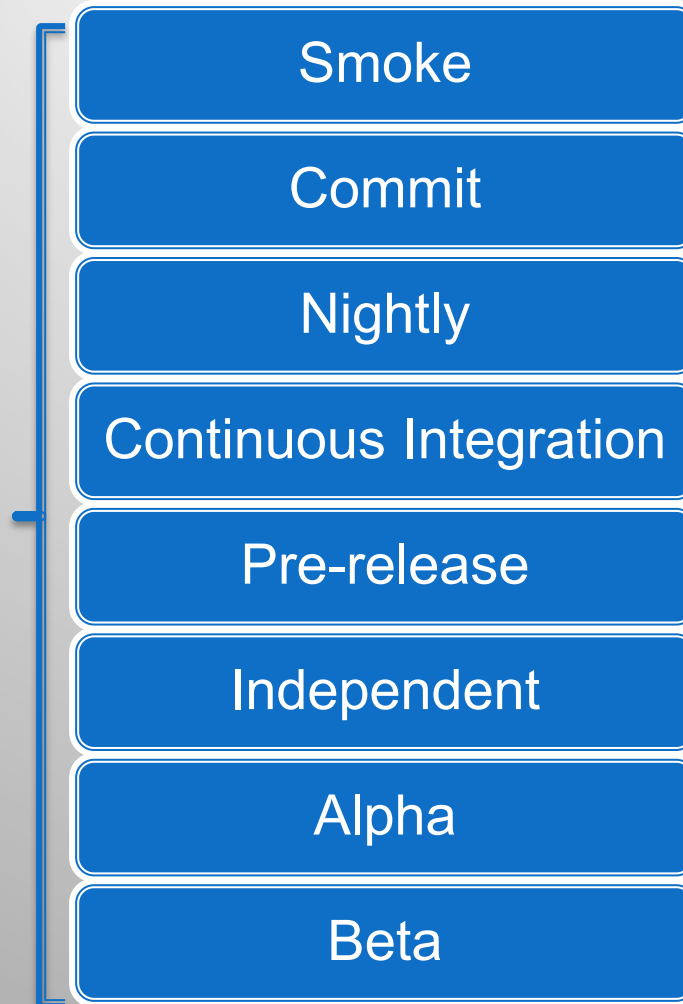 Smoke
Commit
Nightly
Continuous Integration
Pre-release
Independent
Alpha
Beta